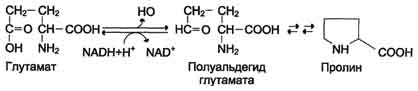 CH₂-CH₂ HO CH₂-CH₂
C=O CH-COOH HC=O CH-COOH COOH
OH NH₂ NADH+H⁺ NAD⁺ NH₂ NH
Глутамат Полуальдегид Пролин
глутамата